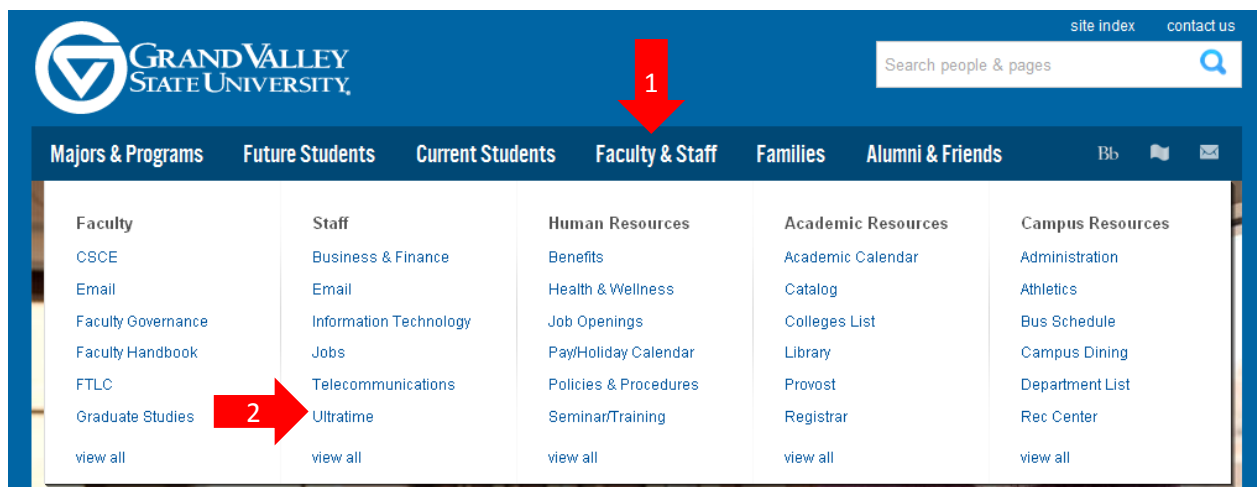 site index contact us
GRAND VALLEY
STATE UNIVERSITY.
Search people & pages
1
Majors & Programs Future Students Current Students Faculty & Staff Families Alumni & Friends Bb
Faculty
CSCE
Email
Faculty Governance
Faculty Handbook
FTLC
Graduate Studies
view all
2
Staff
Business & Finance
Email
Information Technology
Jobs
Telecommunications
Ultratime
view all
Human Resources
Benefits
Health & Wellness
Job Openings
Pay/Holiday Calendar
Policies & Procedures
Seminar/Training
view all
Academic Resources
Academic Calendar
Catalog
Colleges List
Library
Provost
Registrar
view all
Campus Resources
Administration
Athletics
Bus Schedule
Campus Dining
Department List
Rec Center
view all